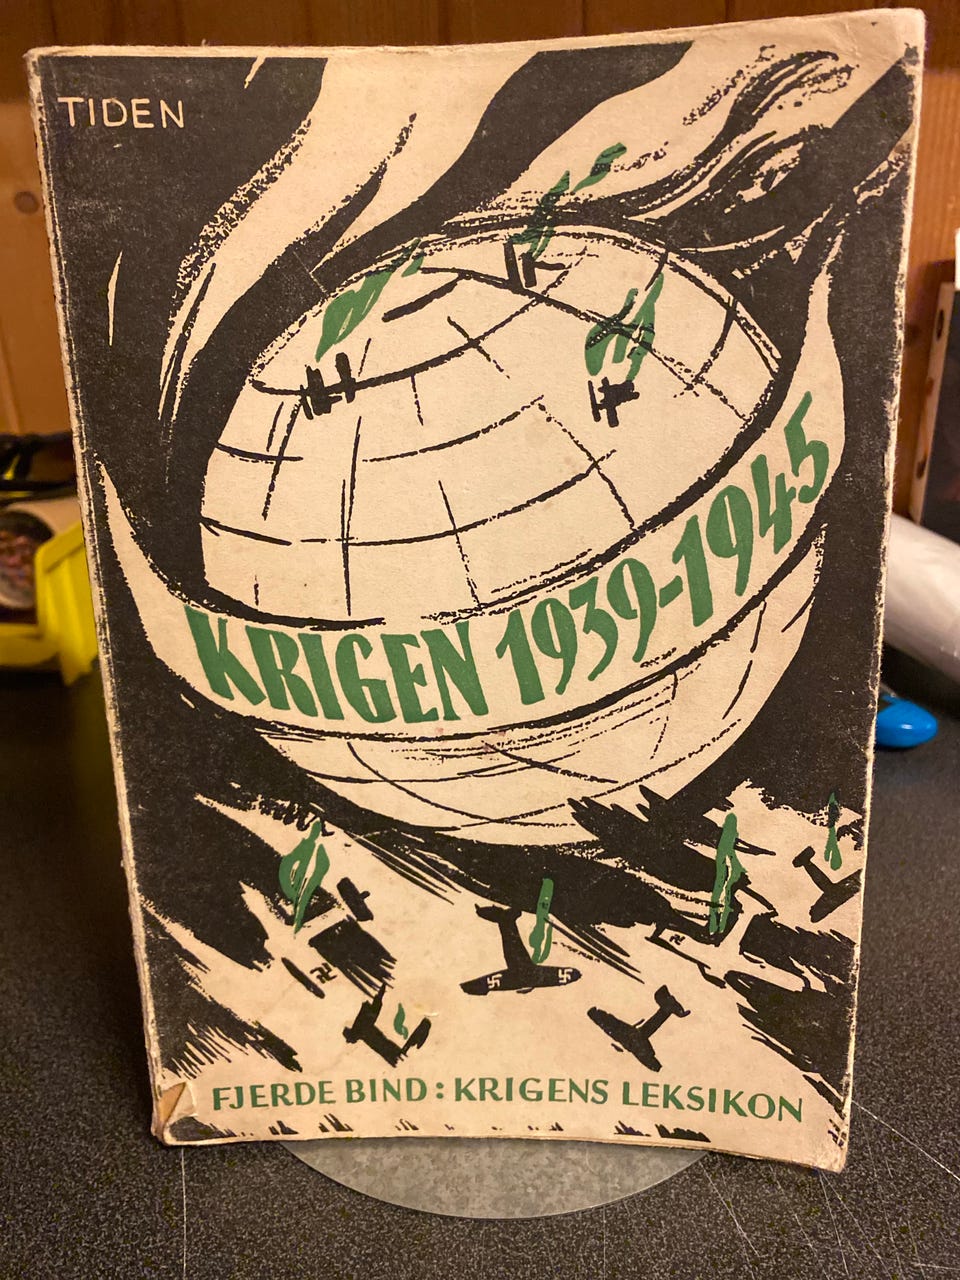 TIDEN
KRIGEN 1939-1945
FJERDE BIND: KRIGENS LEKSIKON